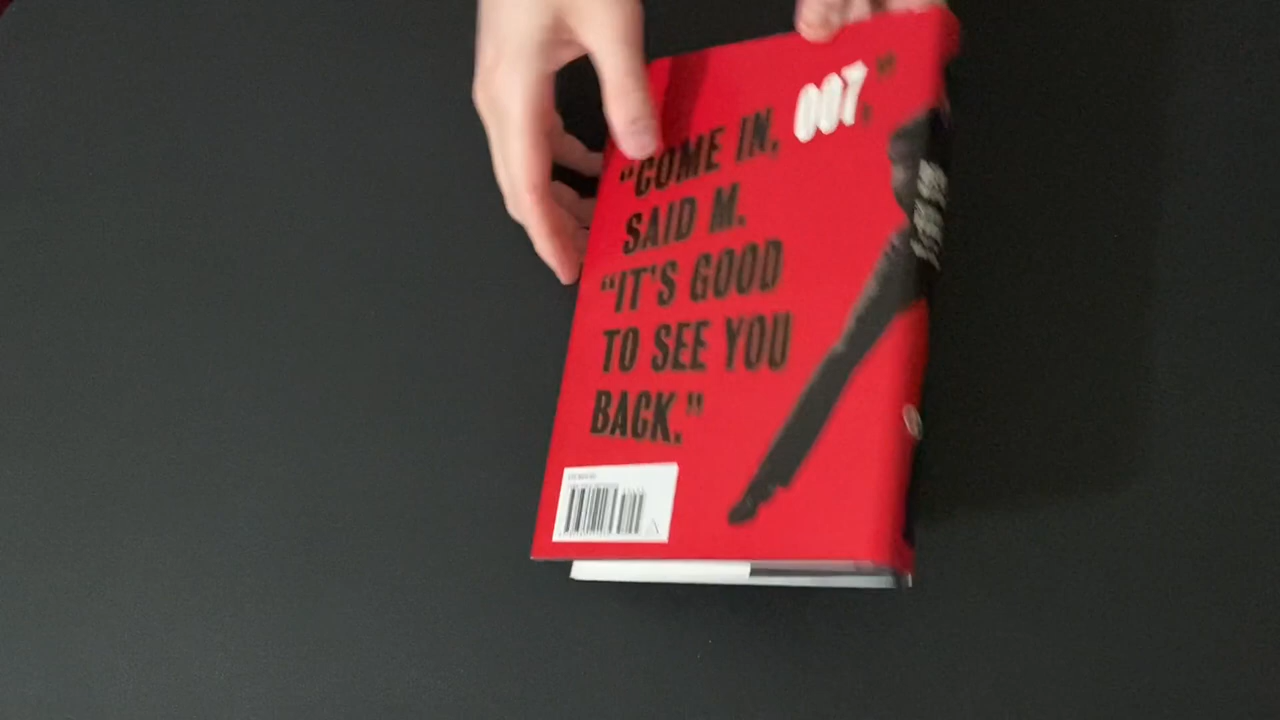 "COME IN, 007,"
SAID M.
"IT'S GOOD
TO SEE YOU
BACK."